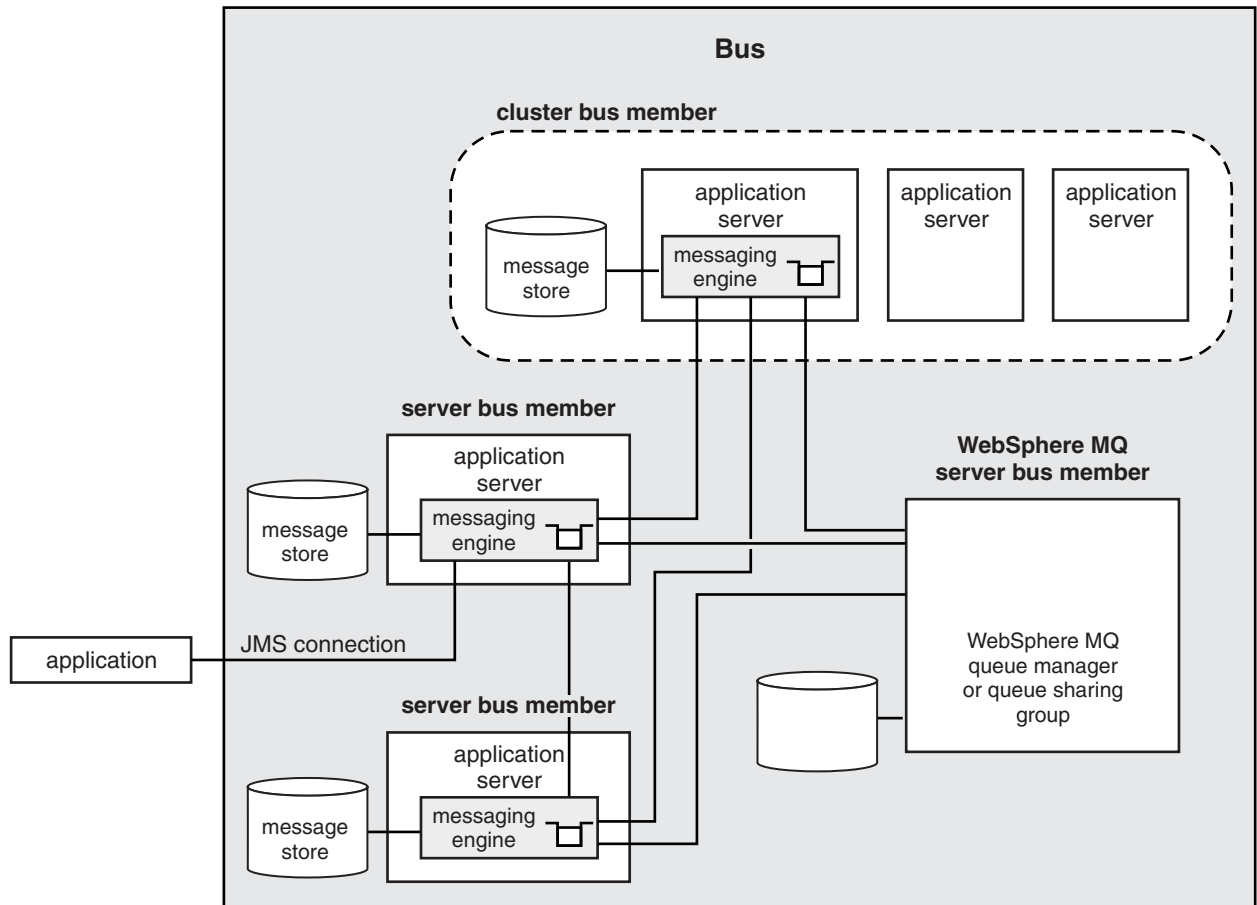 Bus
cluster bus member
application
server
messaging
engine
message
store
application
server
application
server
server bus member
application
server
messaging
engine
message
store
WebSphere MQ
server bus member
WebSphere MQ
queue manager
or queue sharing
group
JMS connection
application
server bus member
application
server
messaging
engine
message
store